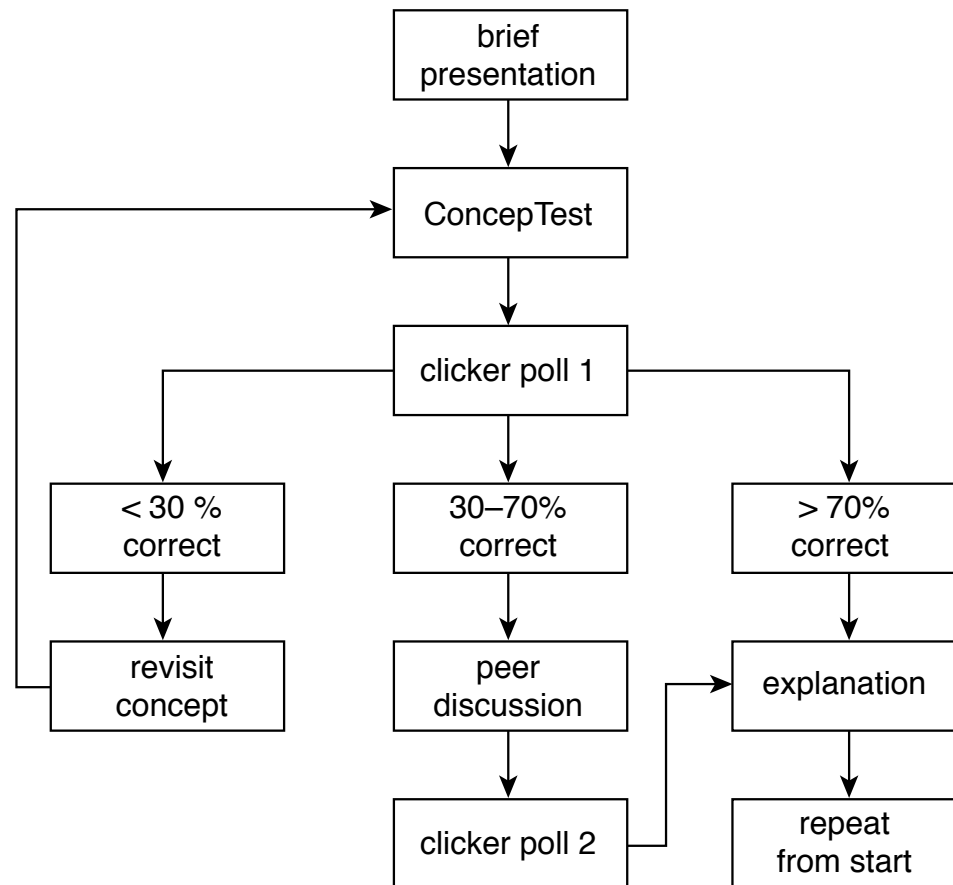 brief
presentation
ConcepTest
clicker poll 1
< 30 %
correct
30–70%
correct
> 70%
correct
revisit
concept
peer
discussion
explanation
clicker poll 2
repeat
from start